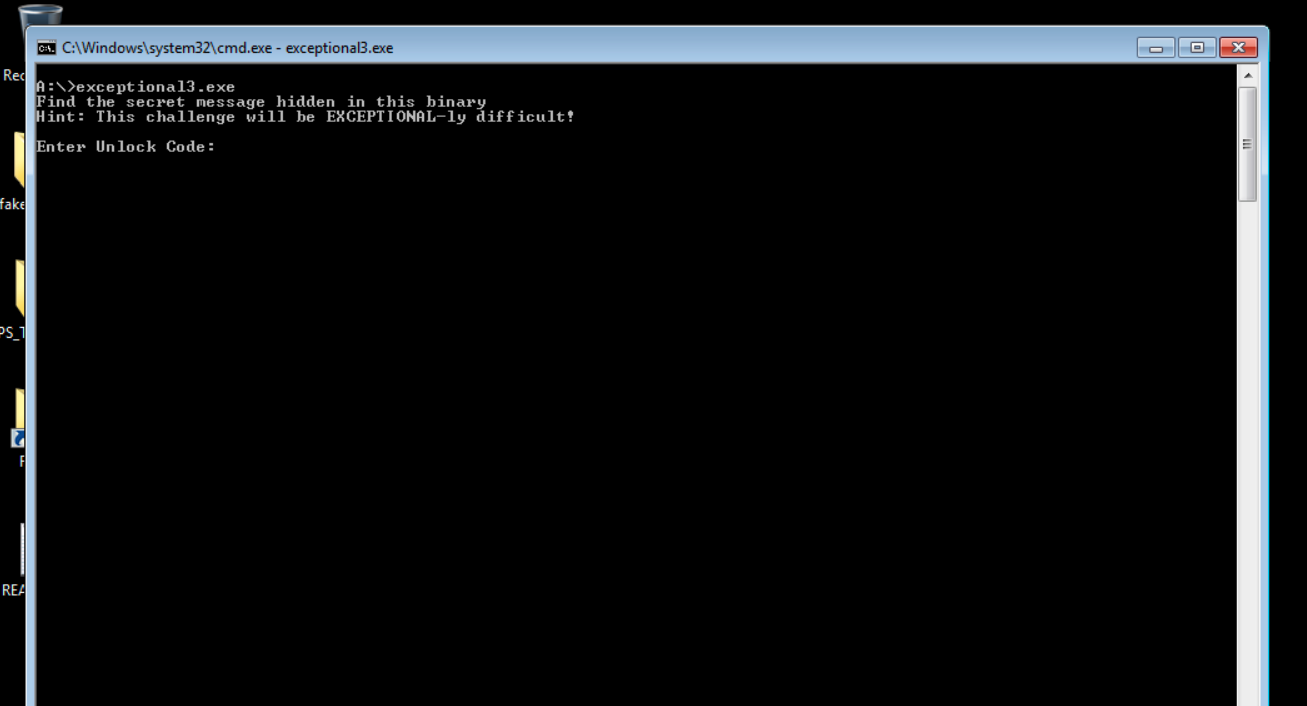 C:\Windows\system32\cmd.exe - exceptional3.exe
Rec
A:\>exceptional3.exe
Find the secret message hidden in this binary
Hint: This challenge will be EXCEPTIONAL-ly difficult!
Enter Unlock Code:
fake
PS_T
REA